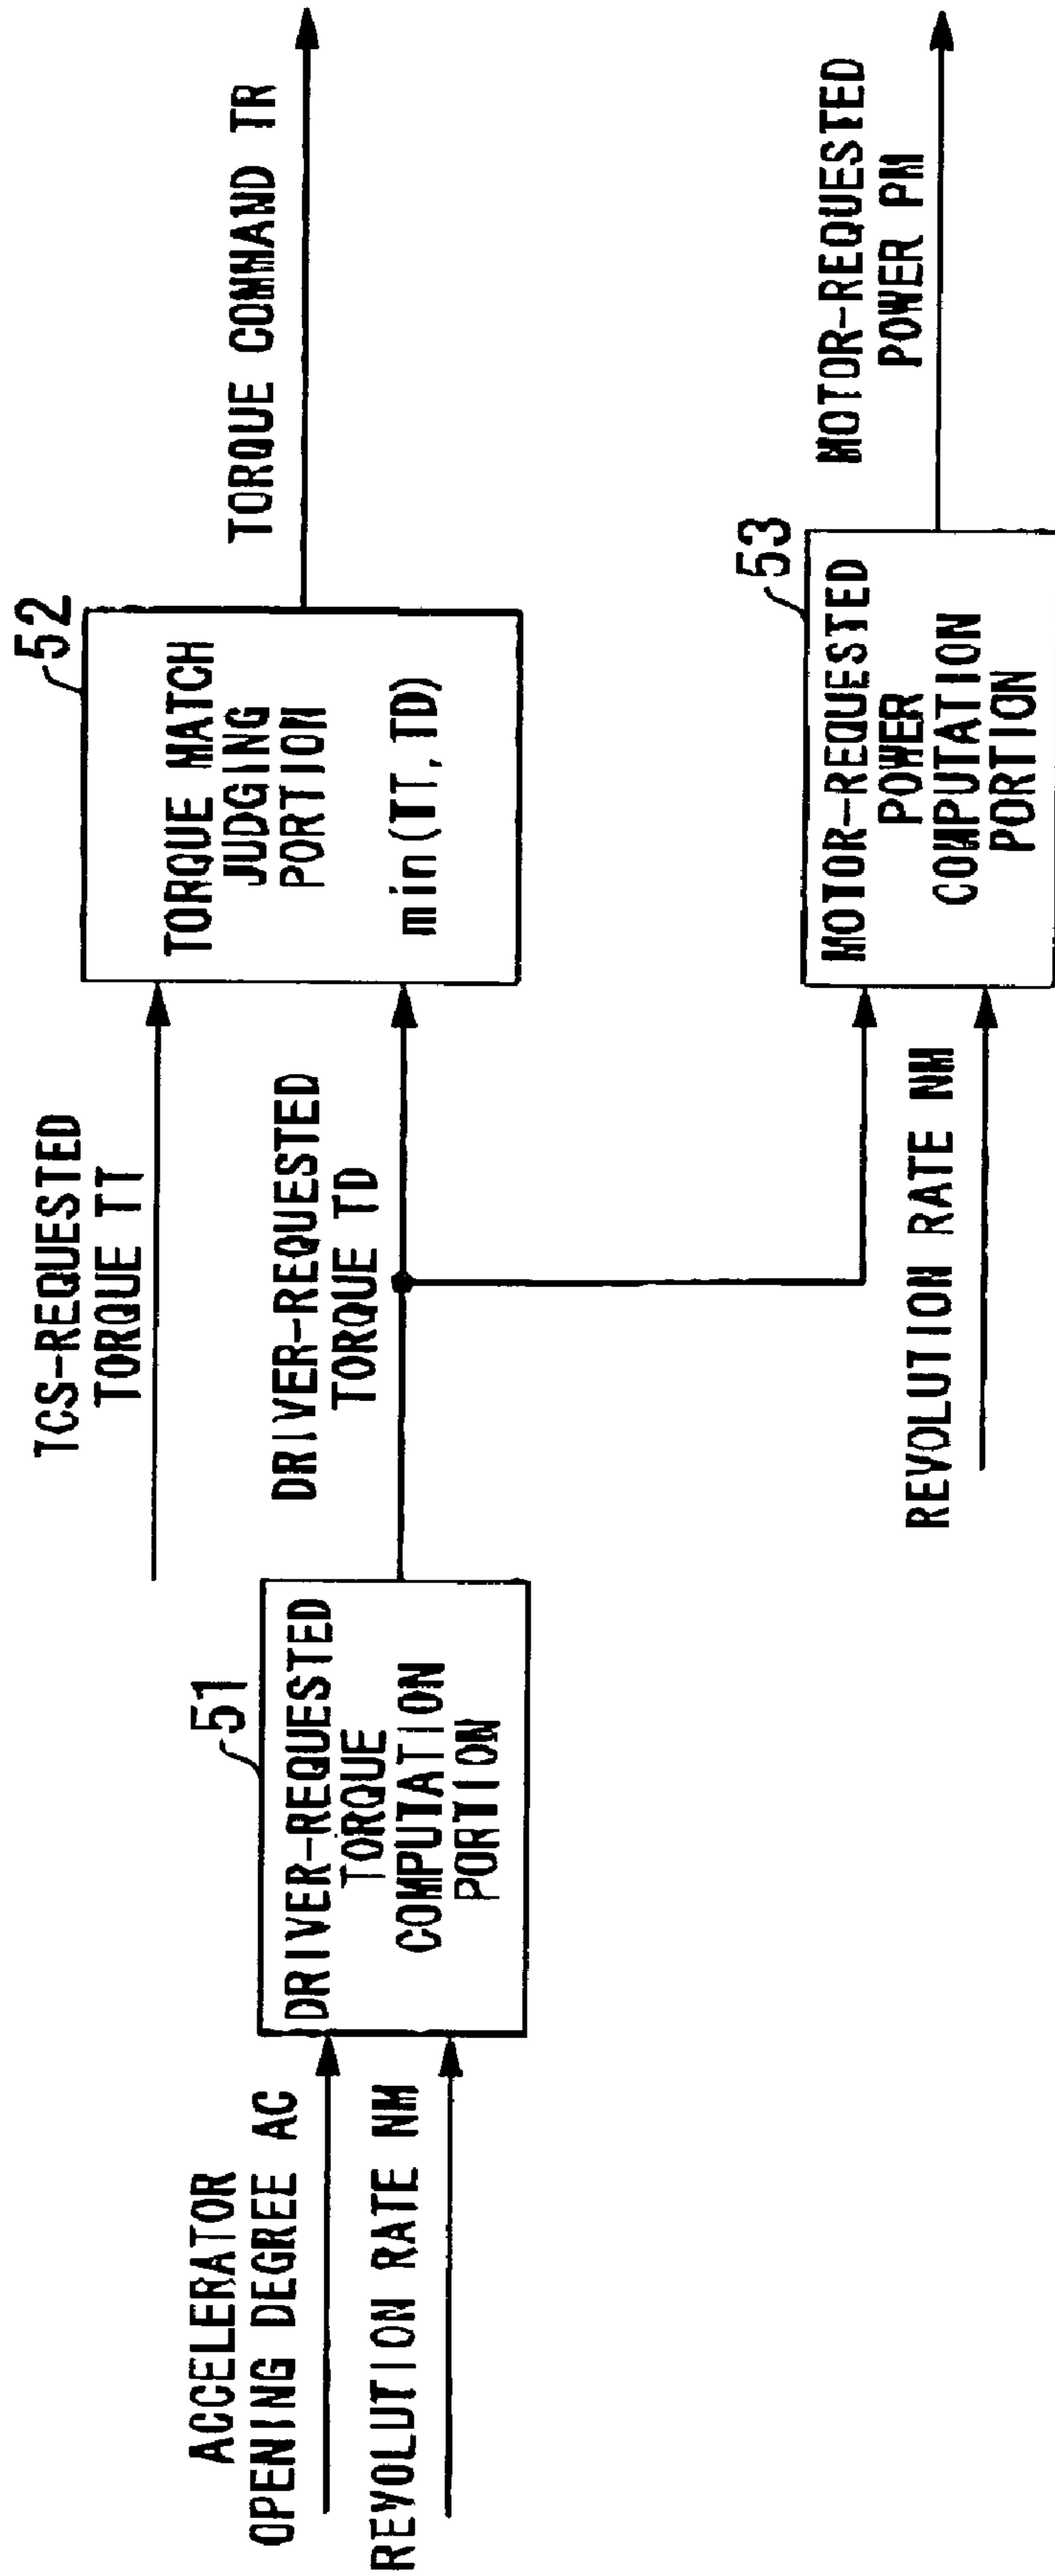 ACCELERATOR
OPENING DEGREE AC
REVOLUTION RATE NM
51
DRIVER-REQUESTED
TORQUE
COMPUTATION
PORTION
TCS-REQUESTED
TORQUE TT
DRIVER-REQUESTED
TORQUE TD
52
TORQUE MATCH
JUDGING
PORTION
min(TT,TD)
TORQUE COMMAND TR
REVOLUTION RATE NM
53
MOTOR-REQUESTED
POWER
COMPUTATION
PORTION
MOTOR-REQUESTED
POWER PM